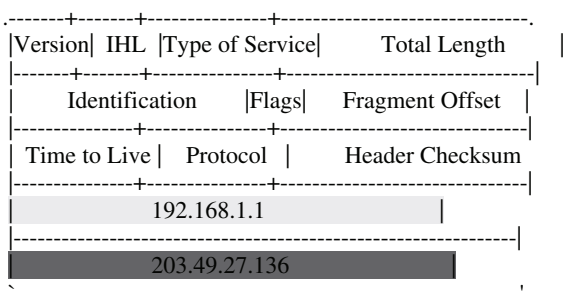 .-------+-------+---------------+-------------------------------.
|Version| IHL |Type of Service| Total Length |
|-------+-------+---------------+-------------------------------|
| Identification |Flags| Fragment Offset |
|---------------+---------------+-------------------------------|
| Time to Live | Protocol | Header Checksum
|---------------+---------------+-------------------------------|
| 192.168.1.1 |
|---------------------------------------------------------------|
| 203.49.27.136 |